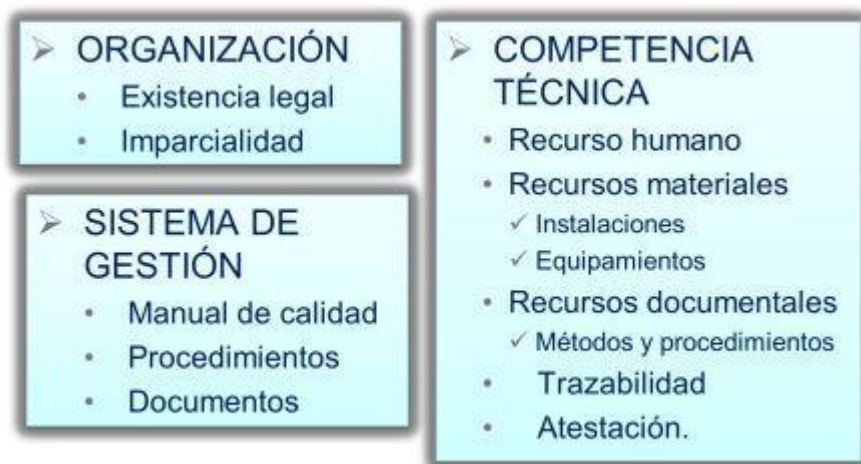 ➢ ORGANIZACIÓN
• Existencia legal
• Imparcialidad
➢ SISTEMA DE
GESTIÓN
• Manual de calidad
• Procedimientos
• Documentos
➢ COMPETENCIA
TÉCNICA
• Recurso humano
• Recursos materiales
✓ Instalaciones
✓ Equipamientos
• Recursos documentales
✓ Métodos y procedimientos
• Trazabilidad
• Atestación.